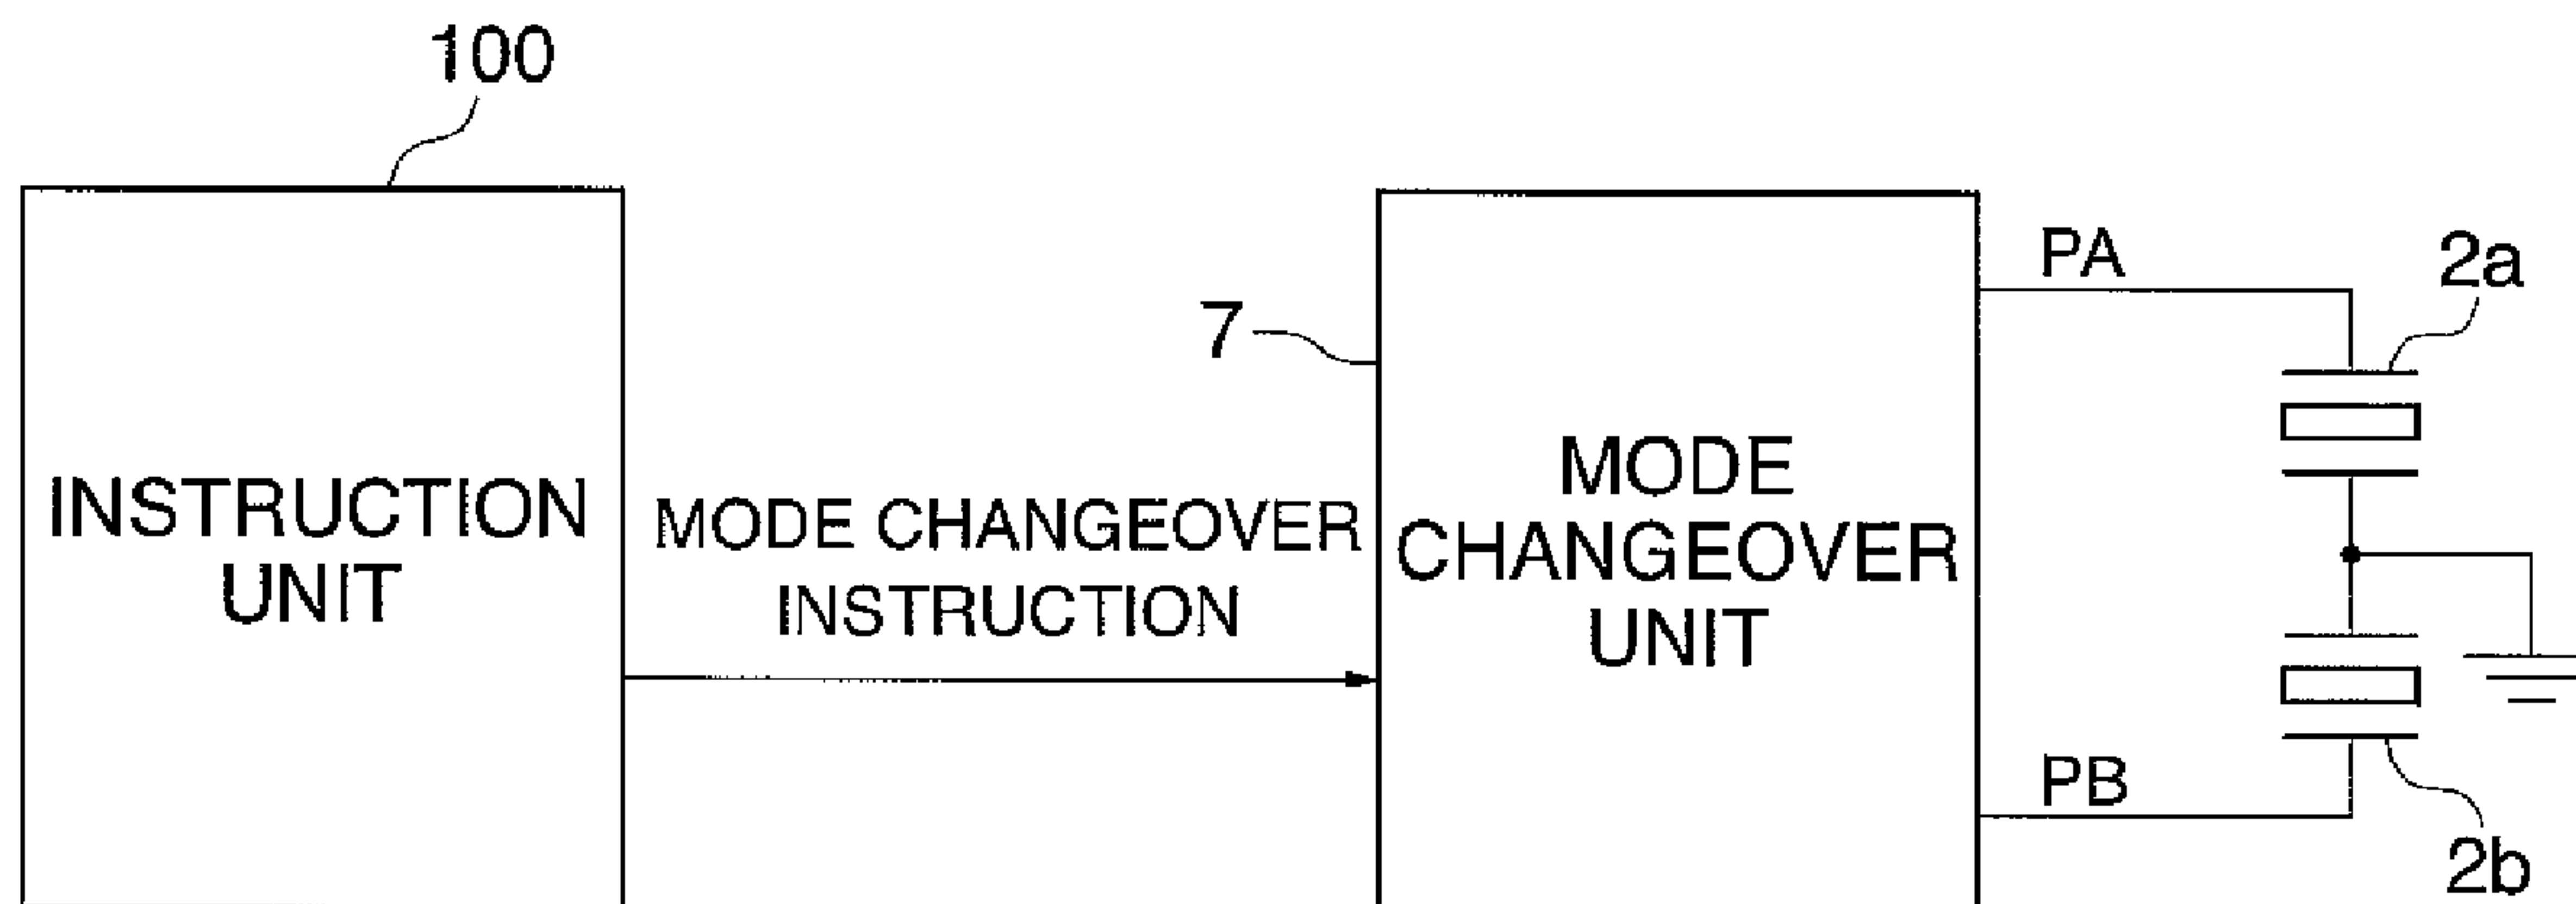 100
INSTRUCTION
UNIT
MODE CHANGEOVER
INSTRUCTION
7
MODE
CHANGEOVER
UNIT
PA
2a
PB
2b